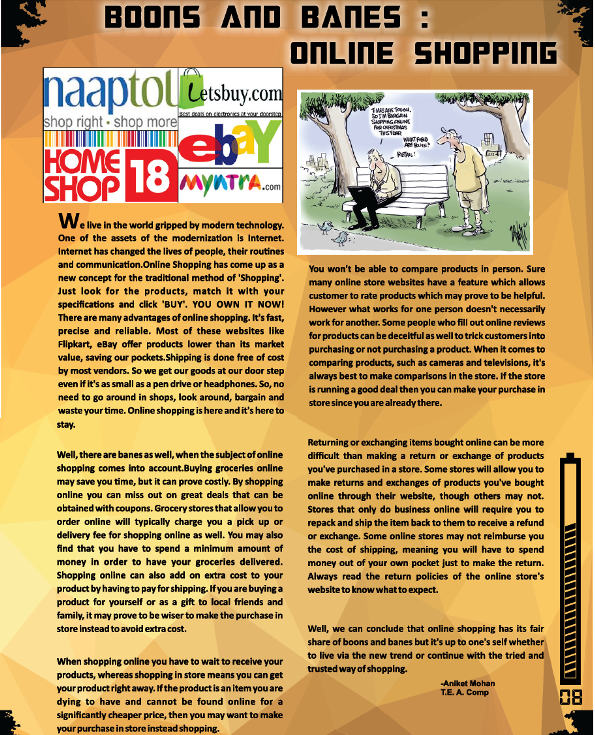 BOONS AND BANES :
ONLINE SHOPPING
naaptol
shop right • shop more
Letsbuy.com
Best deals on electronics at your doorstep
HOME
SHOP 18
ebay
myntra.com
I WAS LAID OFF
SO I'M BARGAIN
SHOPPING ONLINE
FOR CHRISTMAS
THIS YEAR.
WHAT FIELD
ARE YOU IN?
RETAIL!
We live in the world gripped by modern technology.
One of the assets of the modernization is Internet.
Internet has changed the lives of people, their routines
and communication.Online Shopping has come up as a
new concept for the traditional method of 'Shopping'.
Just look for the products, match it with your
specifications and click 'BUY'. YOU OWN IT NOW!
There are many advantages of online shopping. It's fast,
precise and reliable. Most of these websites like
Flipkart, eBay offer products lower than its market
value, saving our pockets.Shipping is done free of cost
by most vendors. So we get our goods at our door step
even if it's as small as a pen drive or headphones. So, no
need to go around in shops, look around, bargain and
waste your time. Online shopping is here and it's here to
stay.
Well, there are banes as well, when the subject of online
shopping comes into account.Buying groceries online
may save you time, but it can prove costly. By shopping
online you can miss out on great deals that can be
obtained with coupons. Grocery stores that allow you to
order online will typically charge you a pick up or
delivery fee for shopping online as well. You may also
find that you have to spend a minimum amount of
money in order to have your groceries delivered.
Shopping online can also add on extra cost to your
product by having to pay for shipping. If you are buying a
product for yourself or as a gift to local friends and
family, it may prove to be wiser to make the purchase in
store instead to avoid extra cost.
When shopping online you have to wait to receive your
products, whereas shopping in store means you can get
your product right away. If the product is an item you are
dying to have and cannot be found online for a
significantly cheaper price, then you may want to make
your purchase in store instead shopping.
You won't be able to compare products in person. Sure
many online store websites have a feature which allows
customer to rate products which may prove to be helpful.
However what works for one person doesn't necessarily
work for another. Some people who fill out online reviews
for products can be deceitful as well to trick customers into
purchasing or not purchasing a product. When it comes to
comparing products, such as cameras and televisions, it's
always best to make comparisons in the store. If the store
is running a good deal then you can make your purchase in
store since you are already there.
Returning or exchanging items bought online can be more
difficult than making a return or exchange of products
you've purchased in a store. Some stores will allow you to
make returns and exchanges of products you've bought
online through their website, though others may not.
Stores that only do business online will require you to
repack and ship the item back to them to receive a refund
or exchange. Some online stores may not reimburse you
the cost of shipping, meaning you will have to spend
money out of your own pocket just to make the return.
Always read the return policies of the online store's
website to know what to expect.
Well, we can conclude that online shopping has its fair
share of boons and banes but it's up to one's self whether
to live via the new trend or continue with the tried and
trusted way of shopping.
-Aniket Mohan
T.E. A. Comp
08